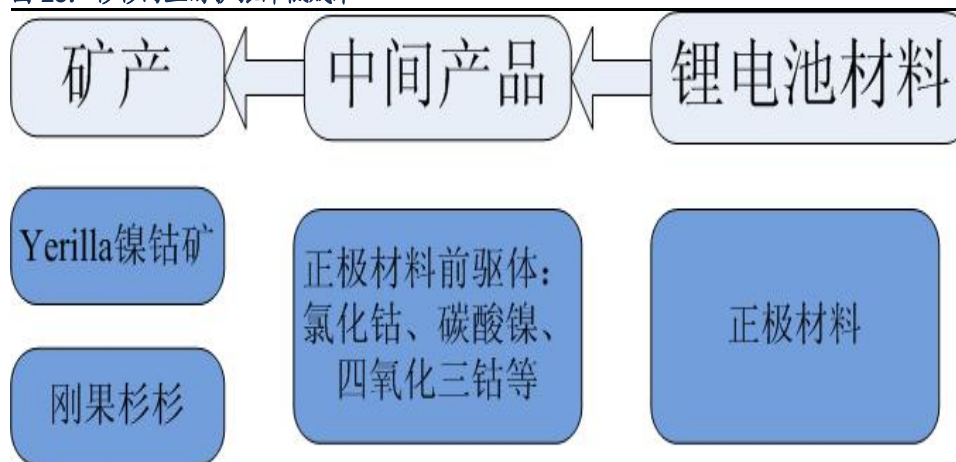 矿产
中间产品
锂电池材料
Yerilla镍钴矿
刚果杉杉
正极材料前驱体：
氯化钴、碳酸镍、
四氧化三钴等
正极材料